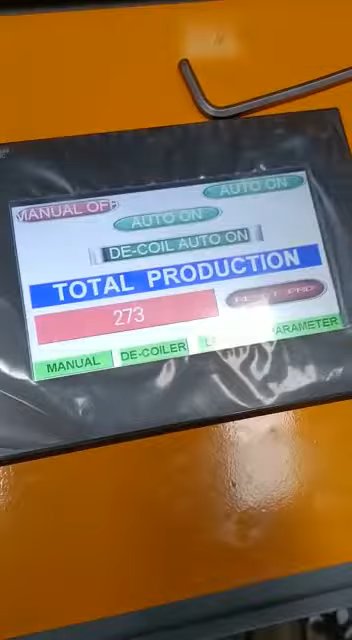 AUTO ON
MANUAL OFF
AUTO ON
DE-COIL AUTO ON
TOTAL PRODUCTION
273
MANUAL
DE-COILER
PARAMETER